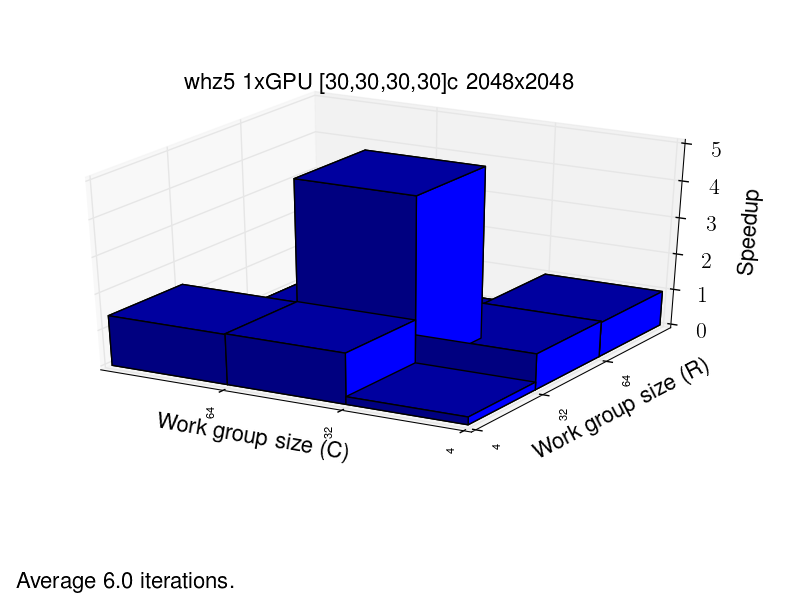 whz5 1xGPU [30,30,30,30]c 2048x2048
5
4
3
2
1
0
Speedup
64
32
4
Work group size (C)
4
32
64
Work group size (R)
Average 6.0 iterations.